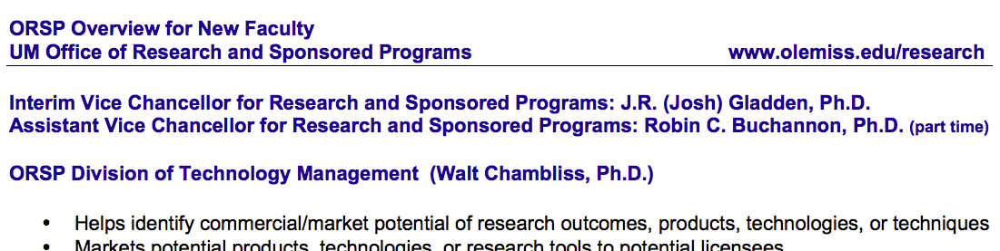 ORSP Overview for New Faculty
UM Office of Research and Sponsored Programs www.olemiss.edu/research
Interim Vice Chancellor for Research and Sponsored Programs: J.R. (Josh) Gladden, Ph.D.
Assistant Vice Chancellor for Research and Sponsored Programs: Robin C. Buchannon, Ph.D. (part time)
ORSP Division of Technology Management (Walt Chambliss, Ph.D.)
• Helps identify commercial/market potential of research outcomes, products, technologies, or techniques
• Markets potential products, technologies, or research tools to potential licensees